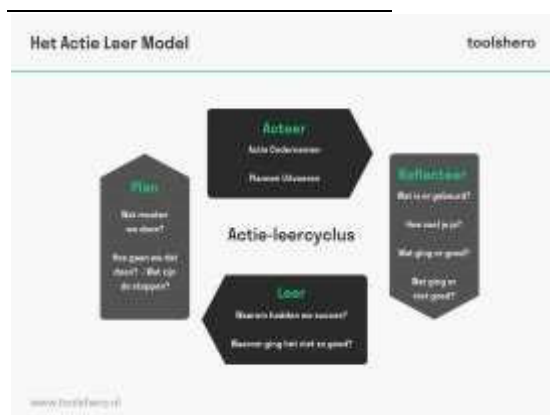 Het Actie Leer Model
toolshero
Acteer
Actie Ondernemen
Plannen Uitvoeren
Reflecteer
Wat is er gebeurd?
Hoe voel je je?
Wat ging er goed?
Wat ging er
niet goed?
Actie-leercyclus
Leer
Waarom hadden we succes?
Waarom ging het niet zo goed?
Plan
Wat moeten
we doen?
Hoe gaan we dat
doen? - Wat zijn
de stappen?
www.toolshero.nl